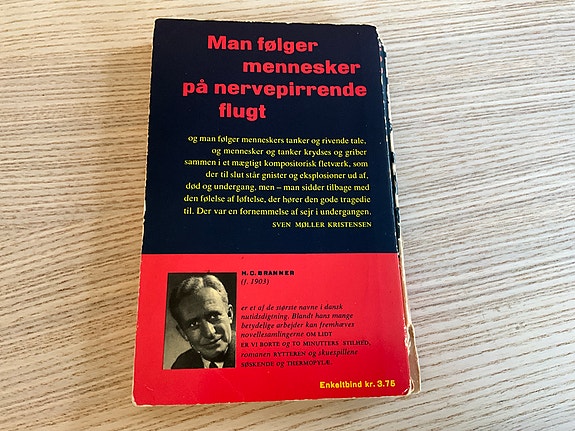 Man følger
mennesker
på nervepirrende
flugt
og man følger menneskers tanker og rivende tale,
og mennesker og tanker krydses og griber
sammen i et mægtigt kompositorisk fletværk, som
der til slut står gnister og eksplosioner ud af,
død og undergang, men – man sidder tilbage med
den følelse af løftelse, der hører den gode tragedie
til. Der var en fornemmelse af sejr i undergangen.
SVEN MØLLER KRISTENSEN
H. C. BRANNER
(f. 1903)
er et af de største navne i dansk
nutidsdigtning. Blandt hans mange
betydelige arbejder kan fremhæves
novellesamlingerne OM LIDT
ER VI BORTE og TO MINUTTERS STILHED,
romanen RYTTEREN og skuespillene
SØSKENDE og THERMOPYLÆ.
Enkeltbind kr. 3.75